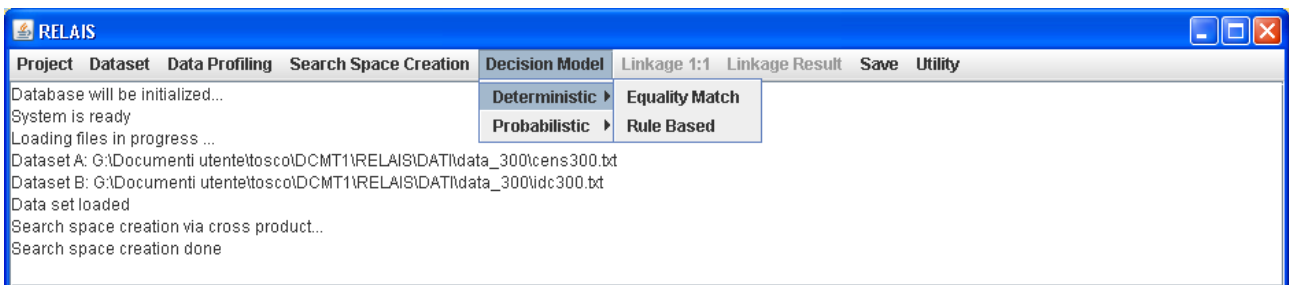 RELAIS
Project Dataset Data Profiling Search Space Creation Decision Model Linkage 1:1 Linkage Result Save Utility
Deterministic Equality Match
Probabilistic Rule Based
Database will be initialized...
System is ready
Loading files in progress ...
Dataset A: G:\Documenti utente\tosco\DCMT1\RELAIS\DATI\data_300\cens300.txt
Dataset B: G:\Documenti utente\tosco\DCMT1\RELAIS\DATI\data_300\idc300.txt
Data set loaded
Search space creation via cross product...
Search space creation done